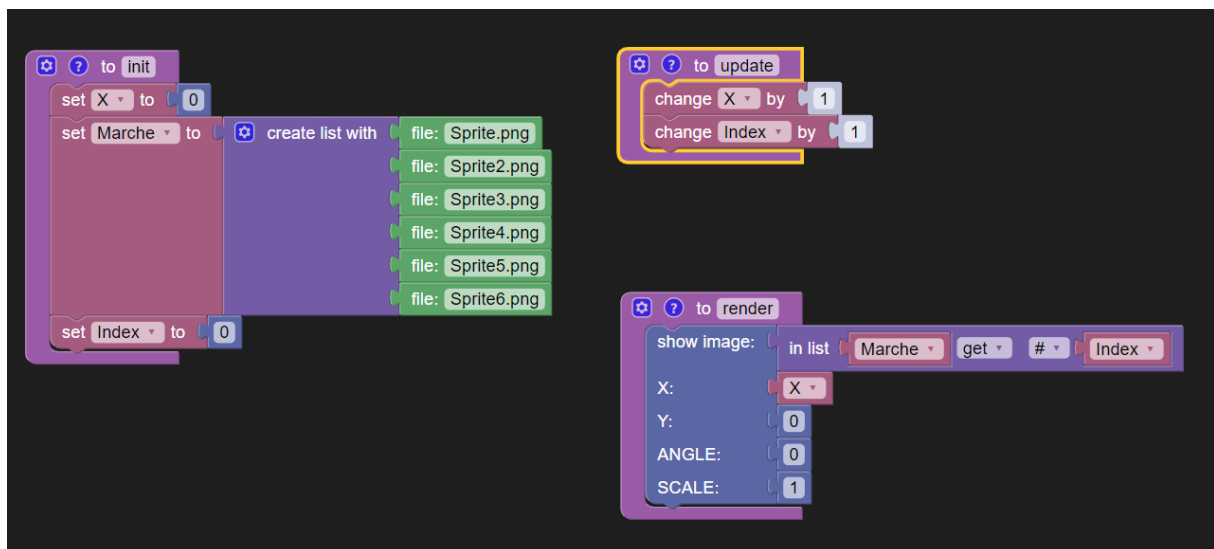 ? to init
set X to 0
set Marche to create list with file: Sprite.png
file: Sprite2.png
file: Sprite3.png
file: Sprite4.png
file: Sprite5.png
file: Sprite6.png
set Index to 0
? to update
change X by 1
change Index by 1
? to render
show image: in list Marche get # Index
X: X
Y: 0
ANGLE: 0
SCALE: 1